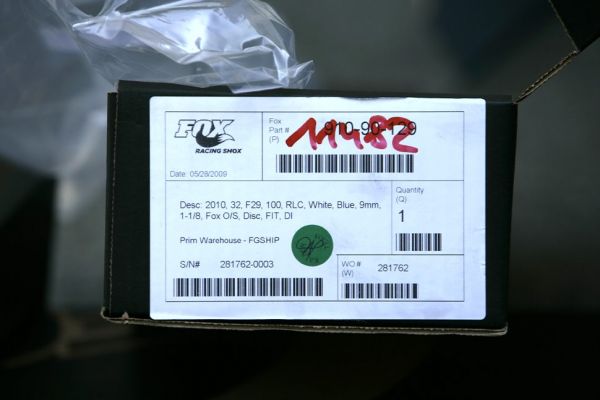 FOX
RACING SHOX
Date: 05/28/2009
Fox
Part #
(P)
910-90-129
11482
Desc: 2010, 32, F29, 100, RLC, White, Blue, 9mm,
1-1/8, Fox O/S, Disc, FIT, DI
Quantity
(Q)
1
Prim Warehouse - FGSHIP
S/N# 281762-0003
WO #
(W)
281762